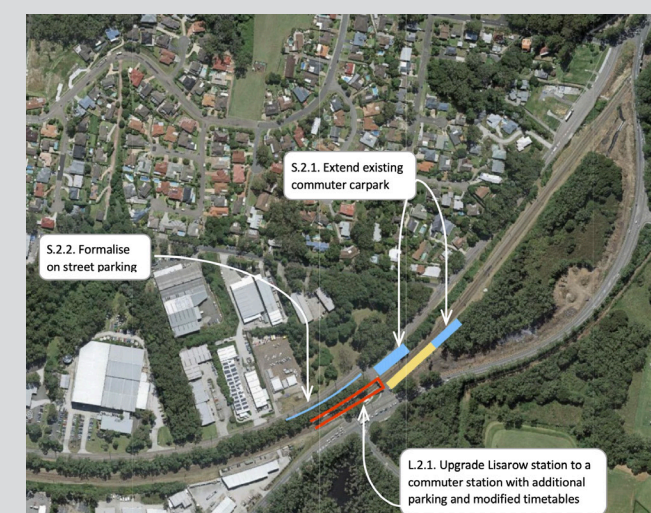 S.2.1. Extend existing
commuter carpark
S.2.2. Formalise
on street parking
L.2.1. Upgrade Lisarow station to a
commuter station with additional
parking and modified timetables